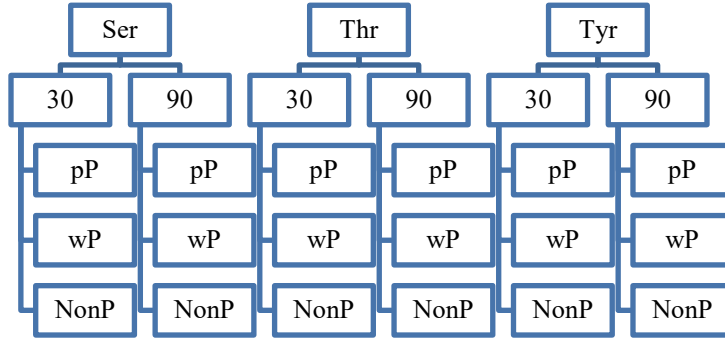 Ser Thr Tyr
30 90 30 90 30 90
pP pP pP pP pP pP
wP wP wP wP wP wP
NonP NonP NonP NonP NonP NonP